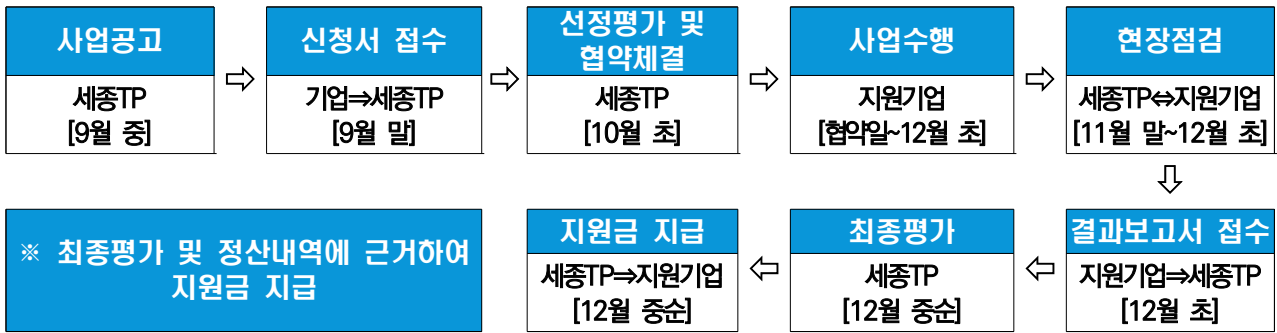 사업공고
세종TP
[9월 중]
신청서 접수
기업⇒세종TP
[9월 말]
선정평가 및
협약체결
세종TP
[10월 초]
사업수행
지원기업
[협약일~12월 초]
현장점검
세종TP⇔지원기업
[11월 말~12월 초]
결과보고서 접수
지원기업⇒세종TP
[12월 초]
최종평가
세종TP
[12월 중순]
지원금 지급
세종TP⇒지원기업
[12월 중순]
※ 최종평가 및 정산내역에 근거하여
지원금 지급